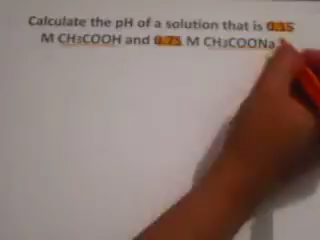 Calculate the pH of a solution that is 0.15
M CH₃COOH and 0.75 M CH₃COONa